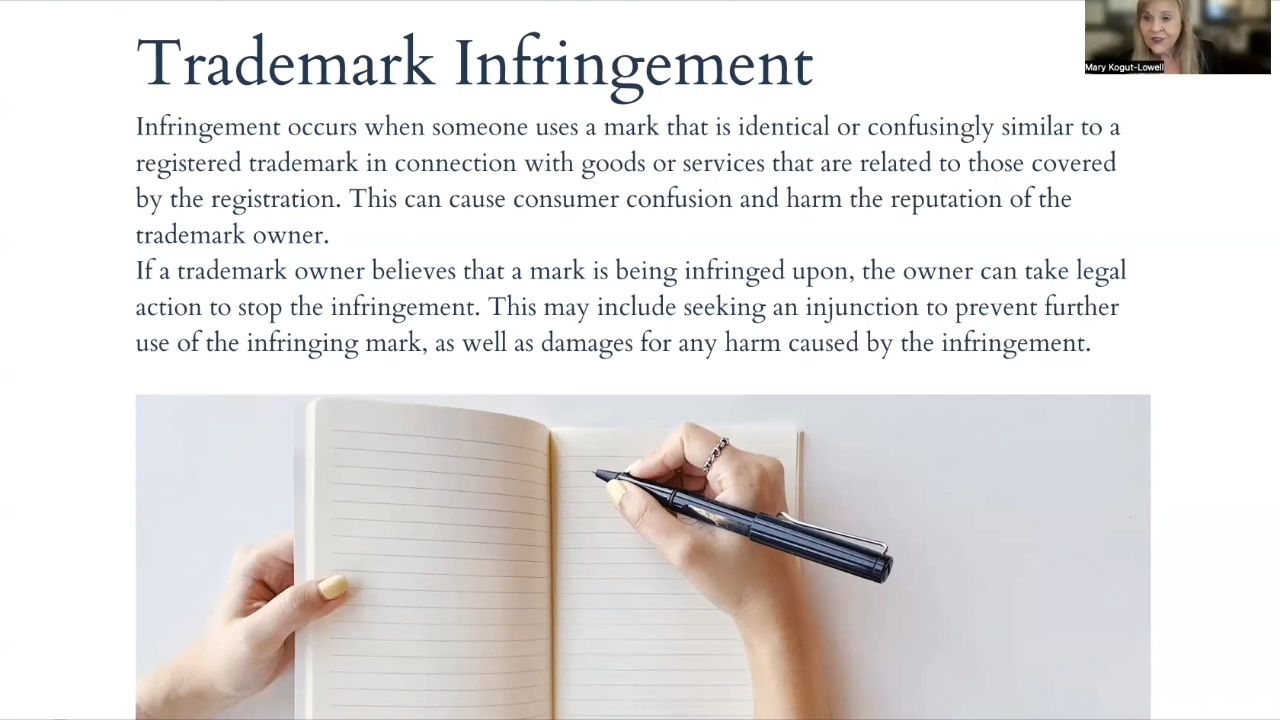 Trademark Infringement
Infringement occurs when someone uses a mark that is identical or confusingly similar to a
registered trademark in connection with goods or services that are related to those covered
by the registration. This can cause consumer confusion and harm the reputation of the
trademark owner.
If a trademark owner believes that a mark is being infringed upon, the owner can take legal
action to stop the infringement. This may include seeking an injunction to prevent further
use of the infringing mark, as well as damages for any harm caused by the infringement.
Mary Kogut-Lowell